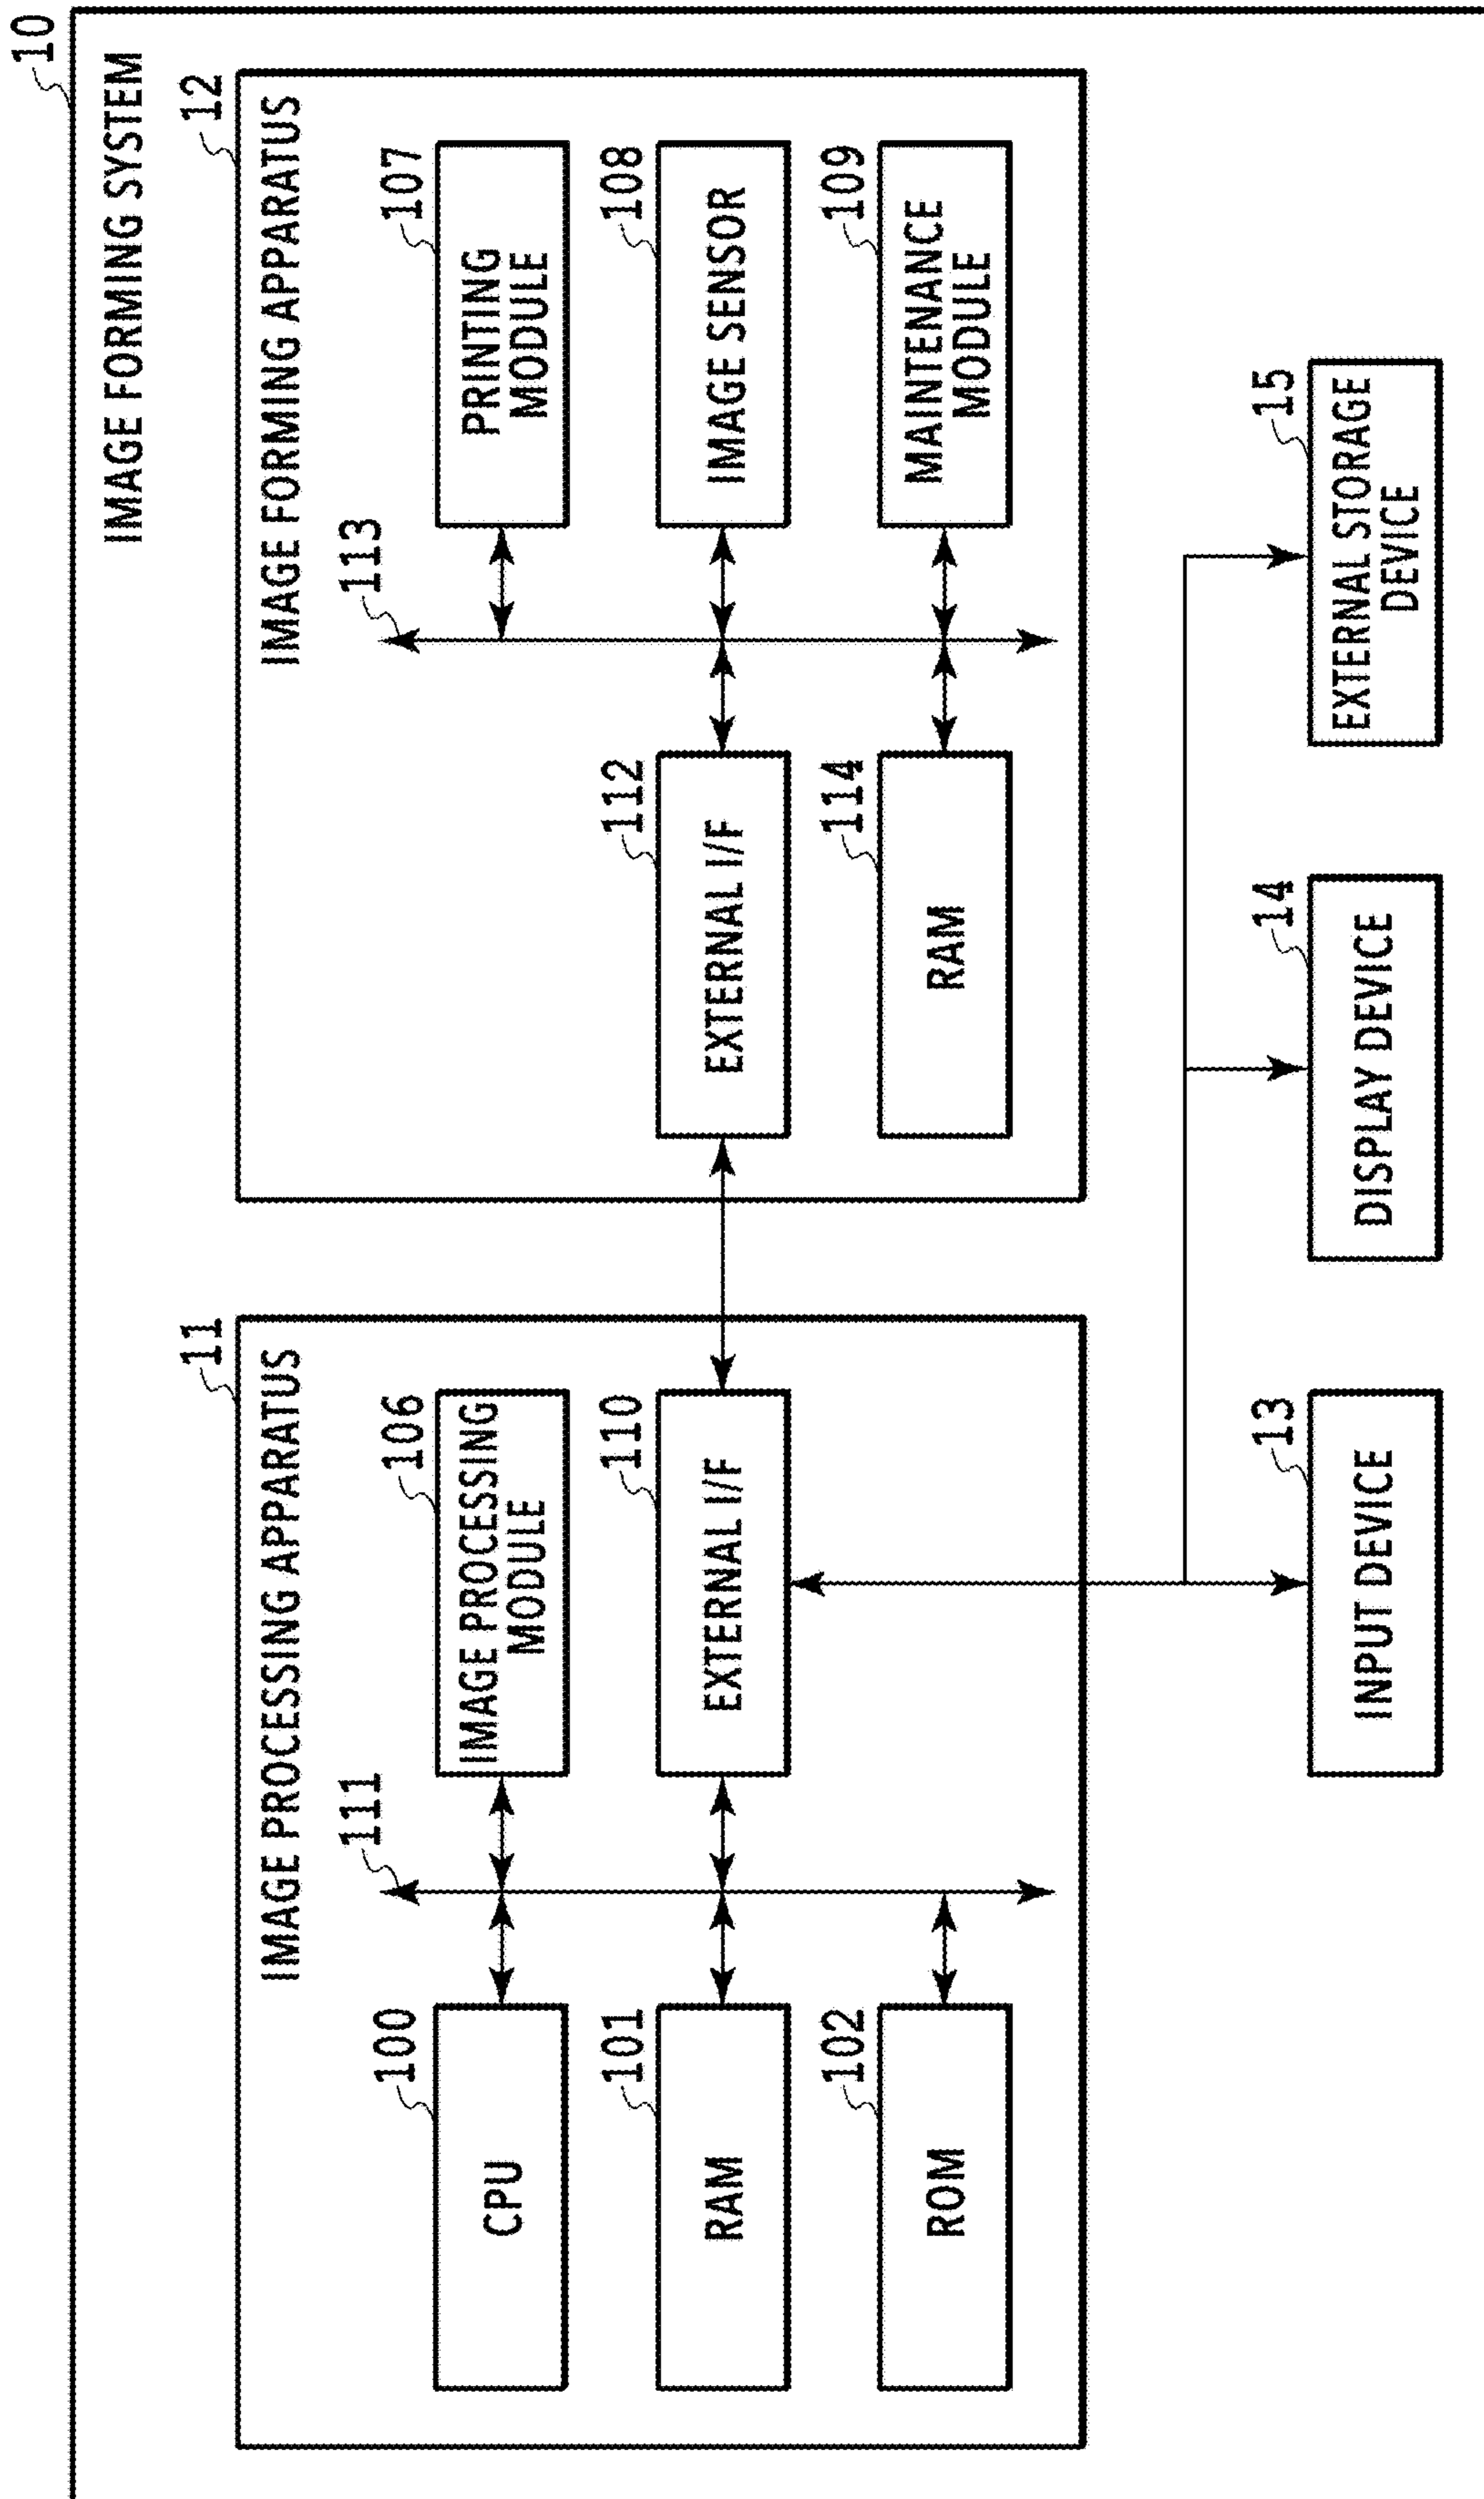 10
IMAGE FORMING SYSTEM
11
IMAGE PROCESSING APPARATUS
111
100
CPU
106
IMAGE PROCESSING
MODULE
101
RAM
110
EXTERNAL I/F
102
ROM
12
IMAGE FORMING APPARATUS
113
107
PRINTING
MODULE
112
EXTERNAL I/F
108
IMAGE SENSOR
114
RAM
109
MAINTENANCE
MODULE
13
INPUT DEVICE
14
DISPLAY DEVICE
15
EXTERNAL STORAGE
DEVICE